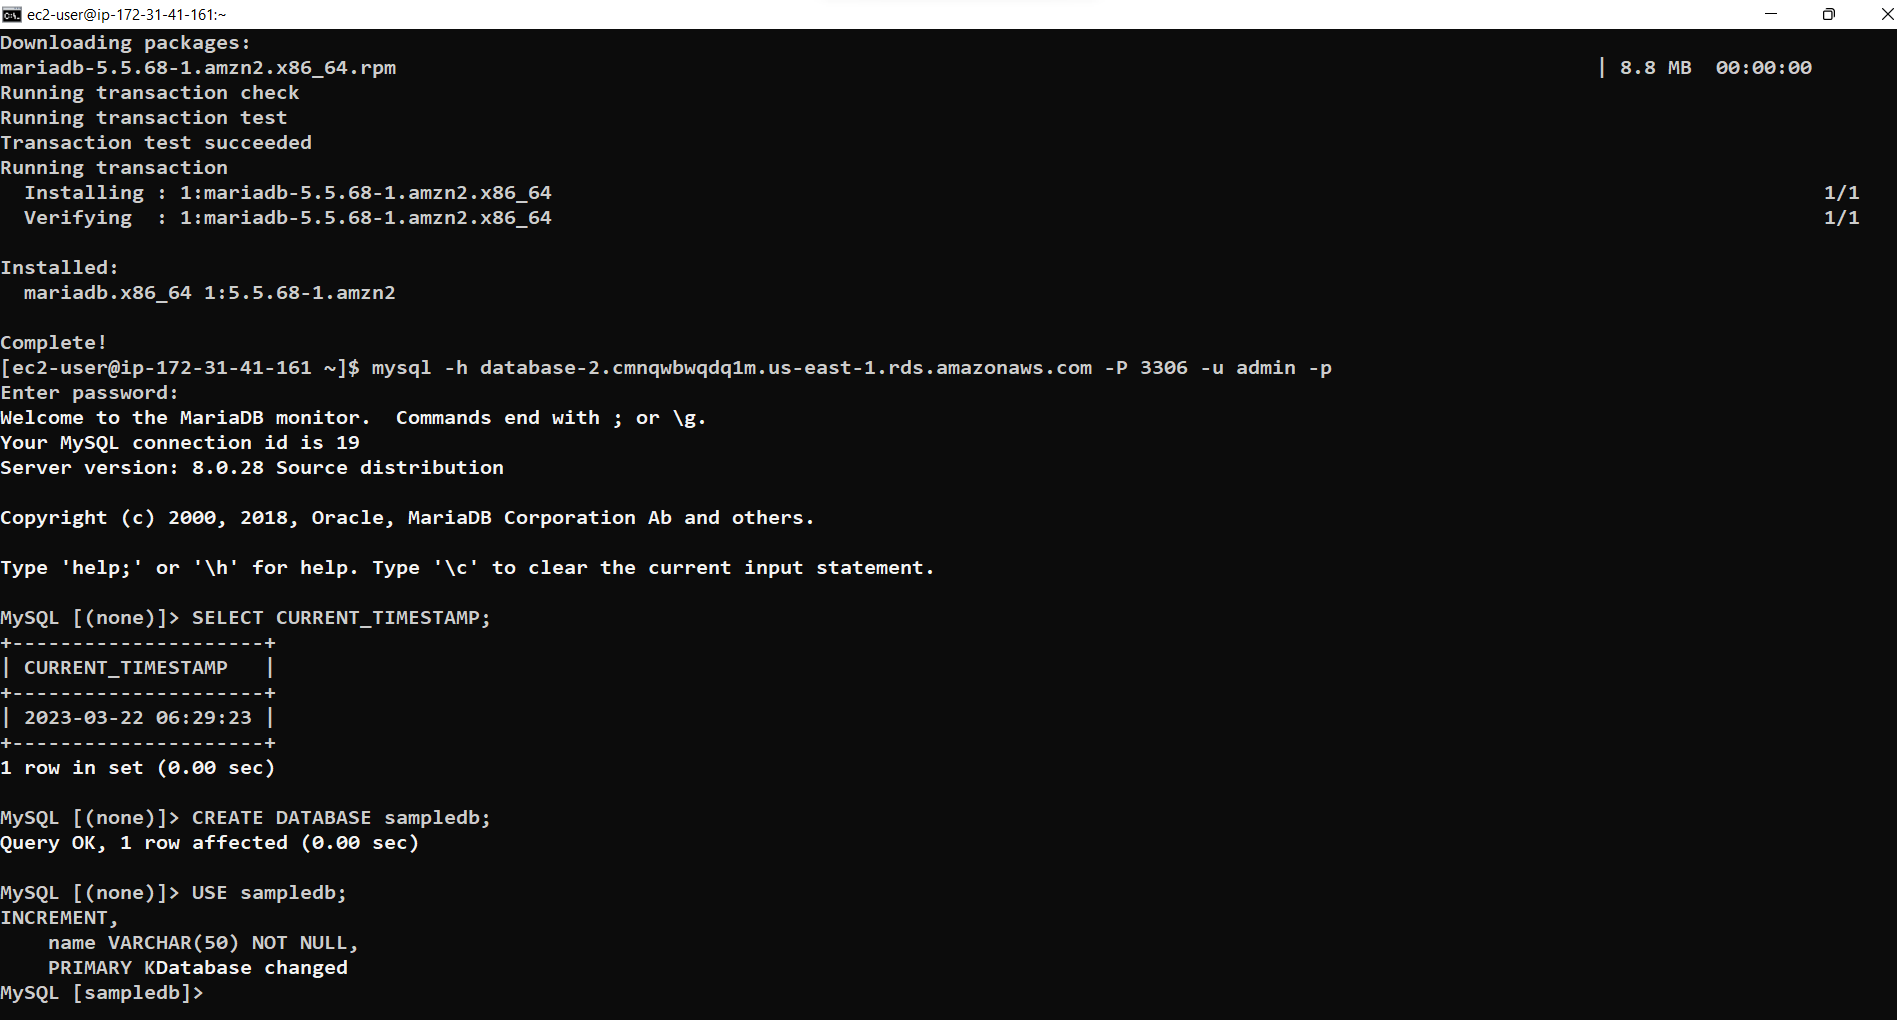 ec2-user@ip-172-31-41-161:~
Downloading packages:
mariadb-5.5.68-1.amzn2.x86_64.rpm | 8.8 MB 00:00:00
Running transaction check
Running transaction test
Transaction test succeeded
Running transaction
  Installing : 1:mariadb-5.5.68-1.amzn2.x86_64 1/1
  Verifying  : 1:mariadb-5.5.68-1.amzn2.x86_64 1/1
Installed:
  mariadb.x86_64 1:5.5.68-1.amzn2
Complete!
[ec2-user@ip-172-31-41-161 ~]$ mysql -h database-2.cmnqwbwqdq1m.us-east-1.rds.amazonaws.com -P 3306 -u admin -p
Enter password:
Welcome to the MariaDB monitor.  Commands end with ; or \g.
Your MySQL connection id is 19
Server version: 8.0.28 Source distribution
Copyright (c) 2000, 2018, Oracle, MariaDB Corporation Ab and others.
Type 'help;' or '\h' for help. Type '\c' to clear the current input statement.
MySQL [(none)]> SELECT CURRENT_TIMESTAMP;
+---------------------+
| CURRENT_TIMESTAMP   |
+---------------------+
| 2023-03-22 06:29:23 |
+---------------------+
1 row in set (0.00 sec)
MySQL [(none)]> CREATE DATABASE sampledb;
Query OK, 1 row affected (0.00 sec)
MySQL [(none)]> USE sampledb;
INCREMENT,
    name VARCHAR(50) NOT NULL,
    PRIMARY KDatabase changed
MySQL [sampledb]>